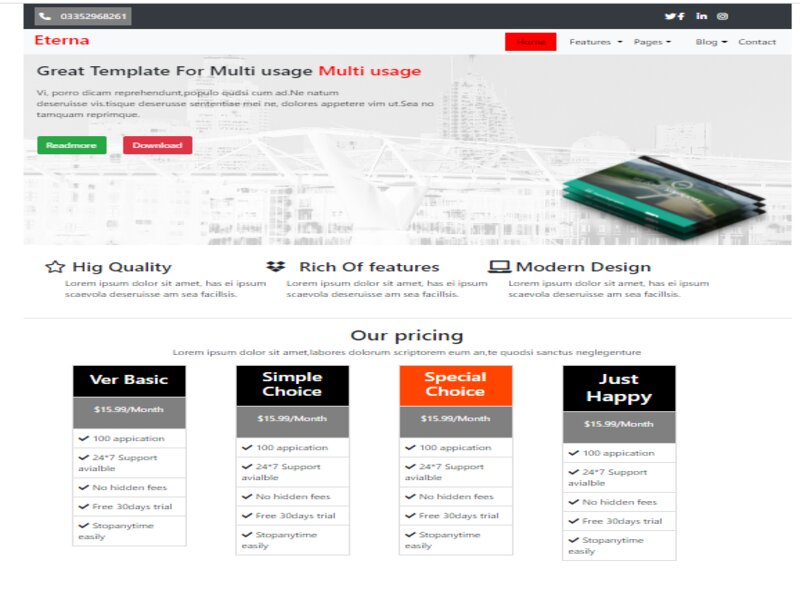 03352968261
Eterna
Home Features Pages Blog Contact
Great Template For Multi usage Multi usage
Vi, porro dicam reprehendunt,populo qudsi cum ad.Ne natum
deseruisse vis.tisque deserusse sententiae mei ne, dolores appetere vim ut.Sea no
tamquam reprimque.
Readmore Download
Hig Quality
Lorem ipsum dolor sit amet, has ei ipsum
scaevola deseruisse am sea facillsis.
Rich Of features
Lorem ipsum dolor sit amet, has ei ipsum
scaevola deseruisse am sea facillsis.
Modern Design
Lorem ipsum dolor sit amet, has ei ipsum
scaevola deseruisse am sea facillsis.
Our pricing
Lorem ipsum dolor sit amet,labores dolorum scriptorem eum an,te quodsi sanctus neglegenture
Ver Basic
$15.99/Month
100 appication
24*7 Support
avialble
No hidden fees
Free 30days trial
Stopanytime
easily
Simple
Choice
$15.99/Month
100 appication
24*7 Support
avialble
No hidden fees
Free 30days trial
Stopanytime
easily
Special
Choice
$15.99/Month
100 appication
24*7 Support
avialble
No hidden fees
Free 30days trial
Stopanytime
easily
Just
Happy
$15.99/Month
100 appication
24*7 Support
avialble
No hidden fees
Free 30days trial
Stopanytime
easily